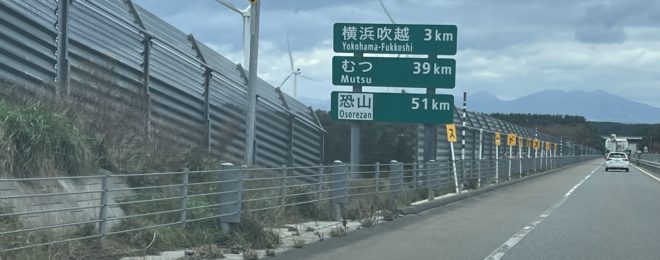 横浜吹越 3 km
Yokohama-Fukkoshi
むつ 39 km
Mutsu
恐山 51 km
Osorezan